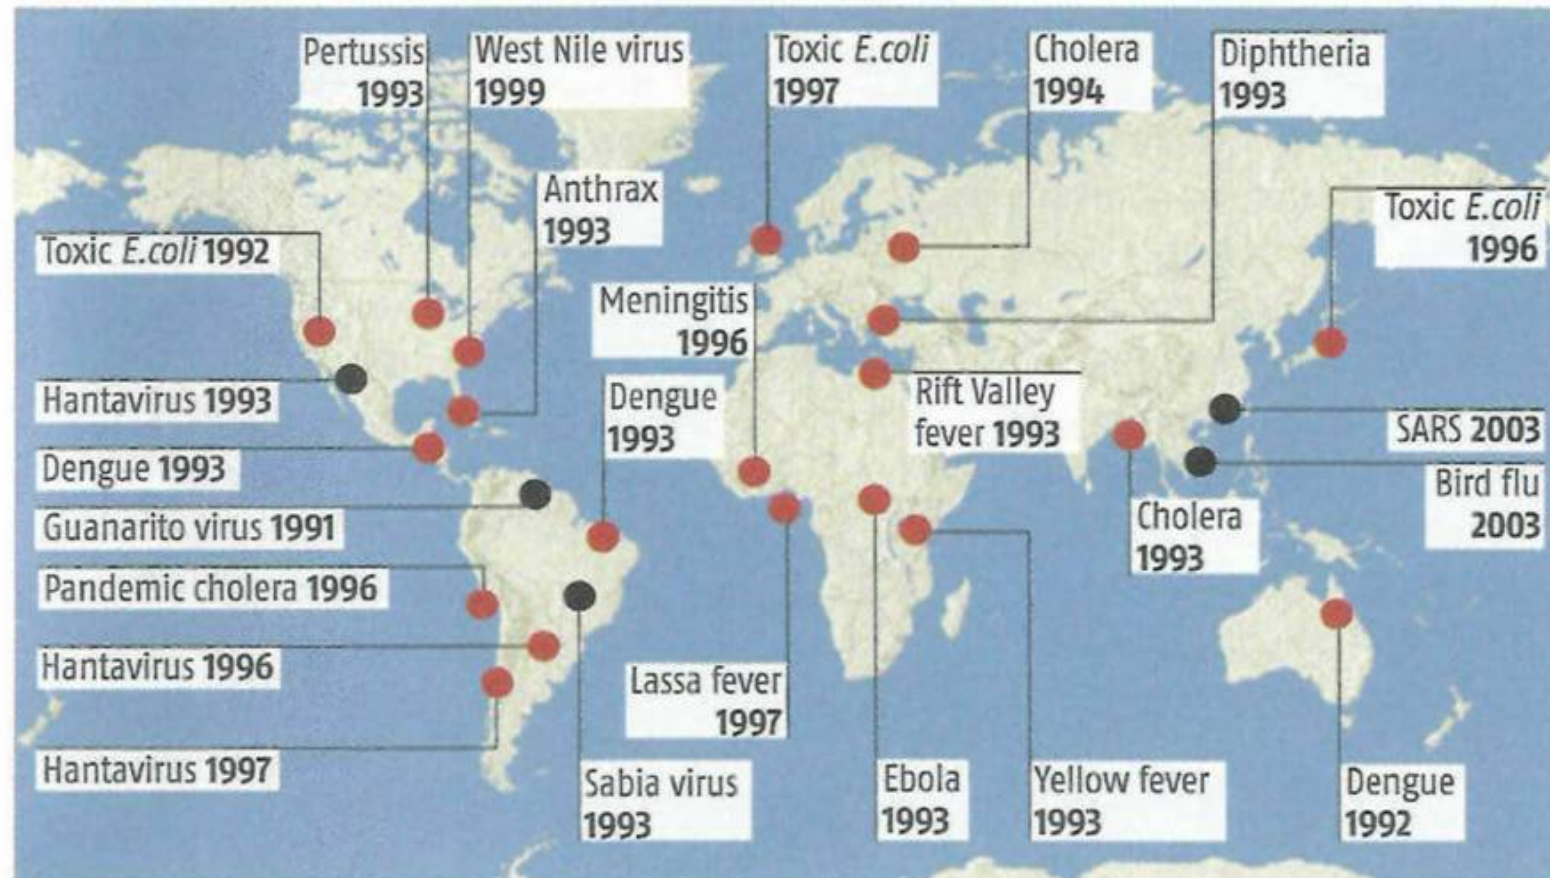 Pertussis
1993
West Nile virus
1999
Toxic E.coli
1997
Cholera
1994
Diphtheria
1993
Anthrax
1993
Toxic E.coli
1996
Toxic E.coli 1992
Meningitis
1996
Hantavirus 1993
Dengue
1993
Rift Valley
fever 1993
SARS 2003
Dengue 1993
Bird flu
2003
Guanarito virus 1991
Cholera
1993
Pandemic cholera 1996
Hantavirus 1996
Lassa fever
1997
Hantavirus 1997
Sabia virus
1993
Ebola
1993
Yellow fever
1993
Dengue
1992